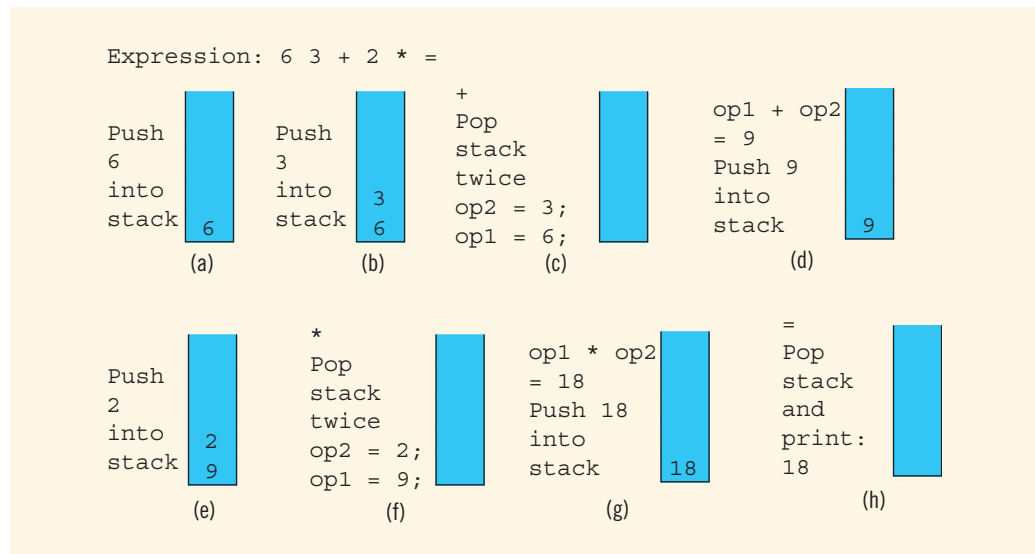 Expression: 6 3 + 2 * =
Push
6
into
stack
6
(a)
Push
3
into
stack
3
6
(b)
+
Pop
stack
twice
op2 = 3;
op1 = 6;
(c)
op1 + op2
= 9
Push 9
into
stack
9
(d)
Push
2
into
stack
2
9
(e)
*
Pop
stack
twice
op2 = 2;
op1 = 9;
(f)
op1 * op2
= 18
Push 18
into
stack
18
(g)
=
Pop
stack
and
print:
18
(h)